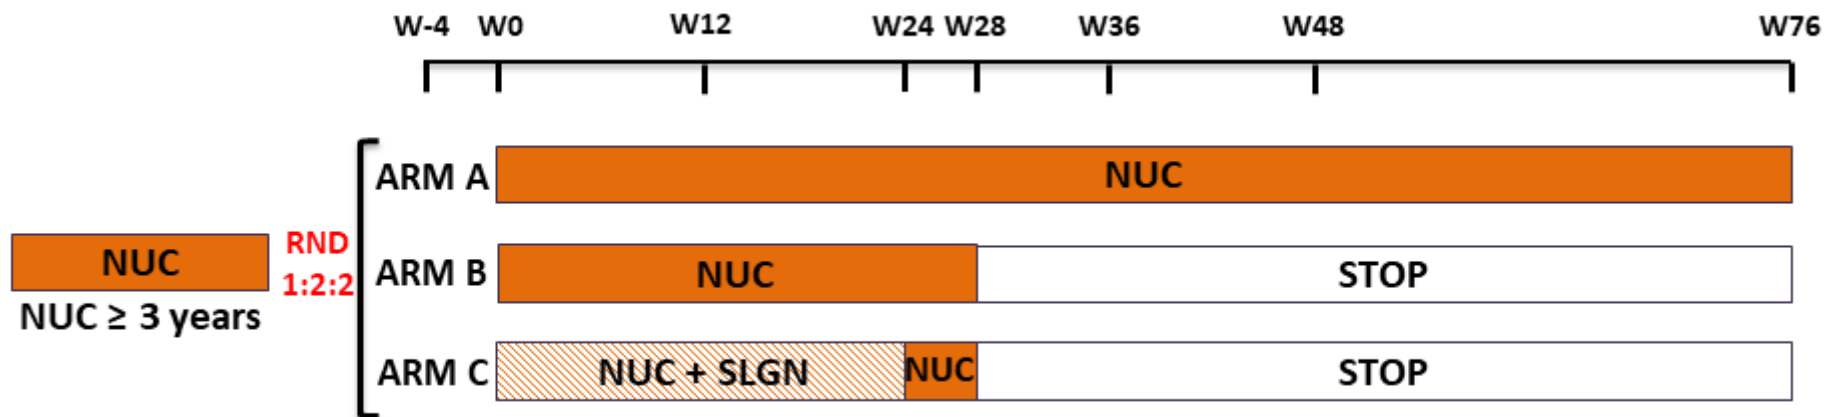 W-4 W0 W12 W24 W28 W36 W48 W76
ARM A NUC
NUC
NUC ≥ 3 years
RND
1:2:2
ARM B NUC STOP
ARM C NUC + SLGN NUC STOP